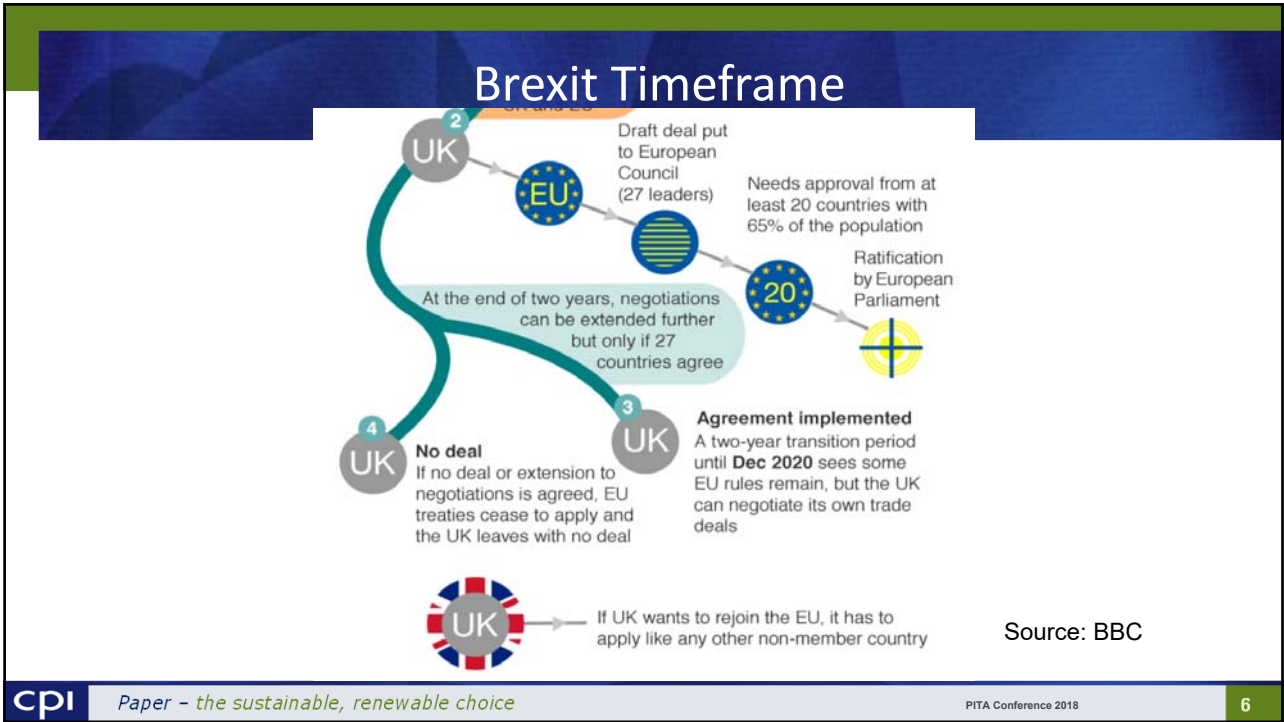 Brexit Timeframe
UK and EU
2
UK
EU
Draft deal put
to European
Council
(27 leaders)
Needs approval from at
least 20 countries with
65% of the population
20
Ratification
by European
Parliament
At the end of two years, negotiations
can be extended further
but only if 27
countries agree
4
UK
No deal
If no deal or extension to
negotiations is agreed, EU
treaties cease to apply and
the UK leaves with no deal
3
UK
Agreement implemented
A two-year transition period
until Dec 2020 sees some
EU rules remain, but the UK
can negotiate its own trade
deals
UK
If UK wants to rejoin the EU, it has to
apply like any other non-member country
Source: BBC
cpi
Paper – the sustainable, renewable choice
PITA Conference 2018
6